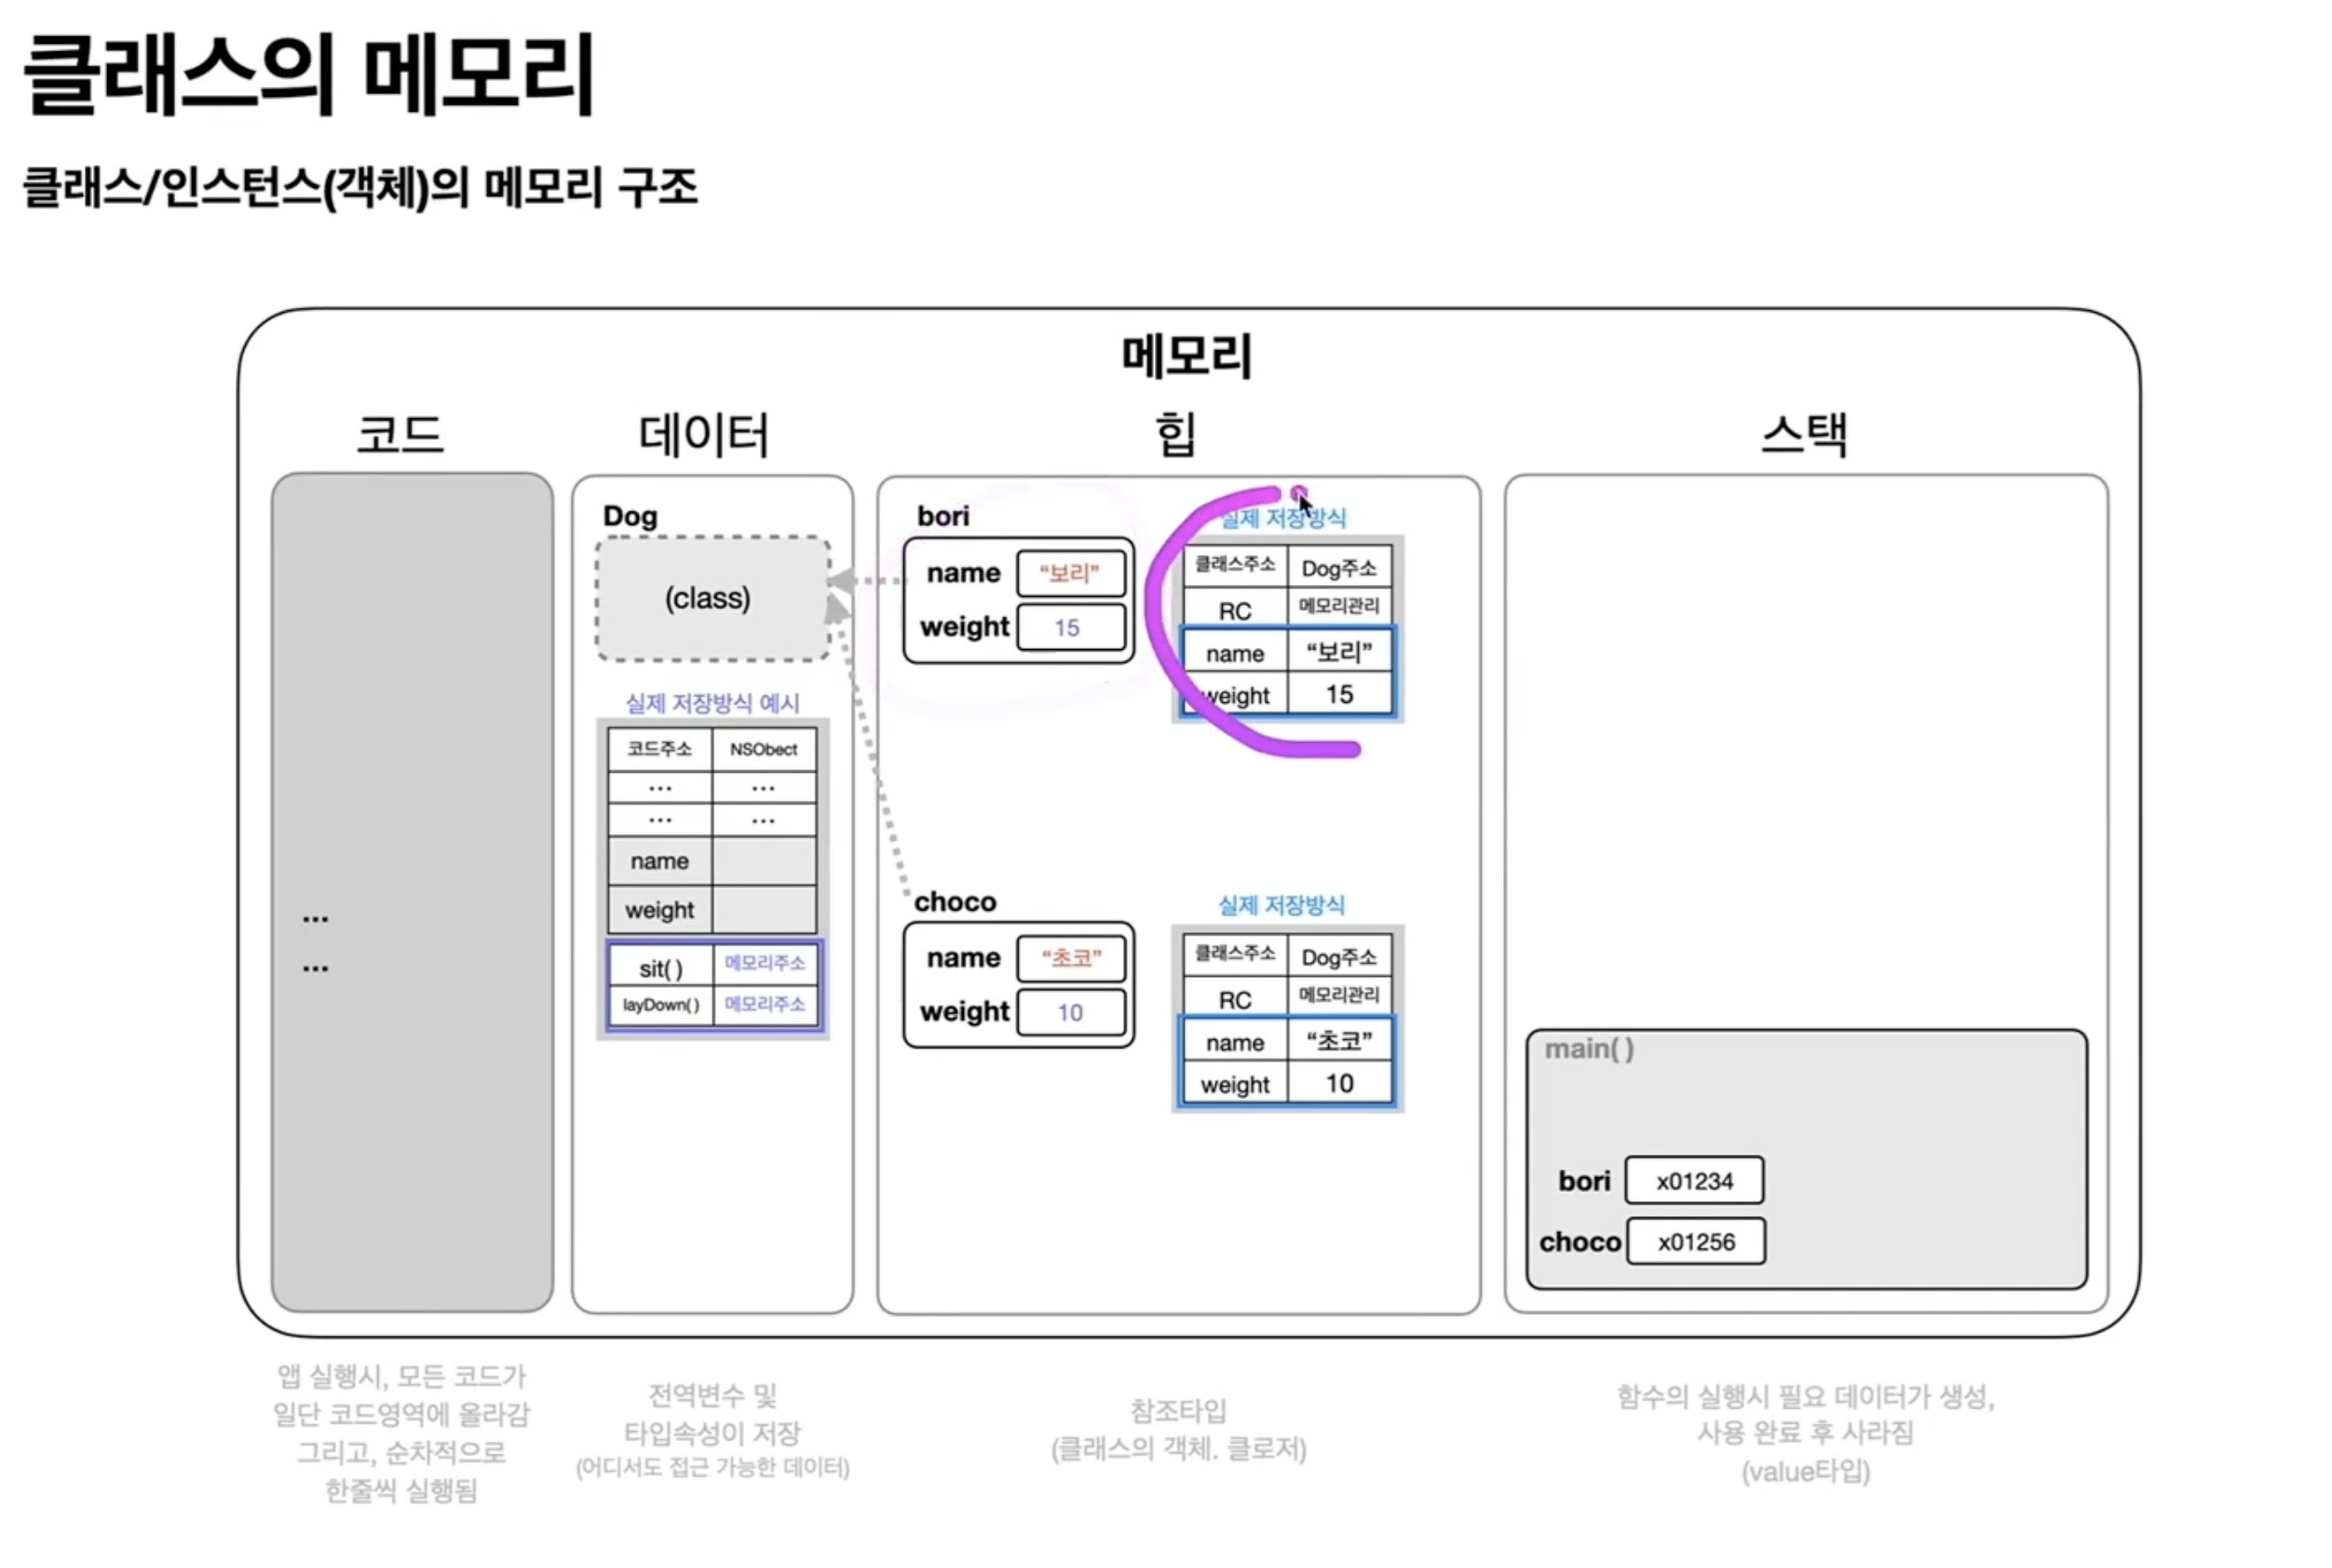 클래스의 메모리
클래스/인스턴스(객체)의 메모리 구조
메모리
코드
데이터
힙
스택
...
...
Dog
(class)
실제 저장방식 예시
코드주소 NSObect
... ...
... ...
name
weight
sit( ) 메모리주소
layDown( ) 메모리주소
bori
name “보리”
weight 15
실제 저장방식
클래스주소 Dog주소
RC 메모리관리
name “보리”
weight 15
choco
name “초코”
weight 10
실제 저장방식
클래스주소 Dog주소
RC 메모리관리
name “초코”
weight 10
main( )
bori x01234
choco x01256
앱 실행시, 모든 코드가
일단 코드영역에 올라감
그리고, 순차적으로
한줄씩 실행됨
전역변수 및
타입속성이 저장
(어디서도 접근 가능한 데이터)
참조타입
(클래스의 객체. 클로저)
함수의 실행시 필요 데이터가 생성,
사용 완료 후 사라짐
(value타입)